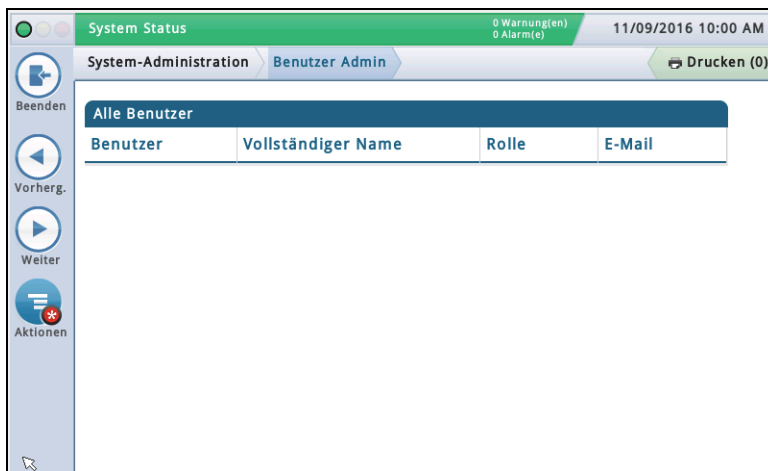 System Status
0 Warnung(en)
0 Alarm(e)
11/09/2016 10:00 AM
System-Administration Benutzer Admin
Drucken (0)
Beenden
Alle Benutzer
Benutzer Vollständiger Name Rolle E-Mail
Vorherg.
Weiter
Aktionen